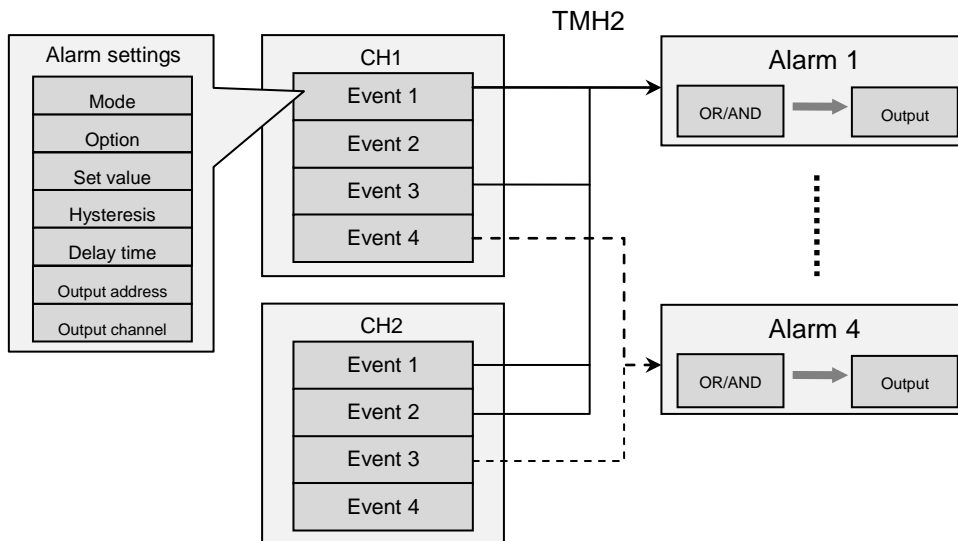 TMH2
Alarm settings
Mode
Option
Set value
Hysteresis
Delay time
Output address
Output channel
CH1
Event 1
Event 2
Event 3
Event 4
CH2
Event 1
Event 2
Event 3
Event 4
Alarm 1
OR/AND
Output
Alarm 4
OR/AND
Output